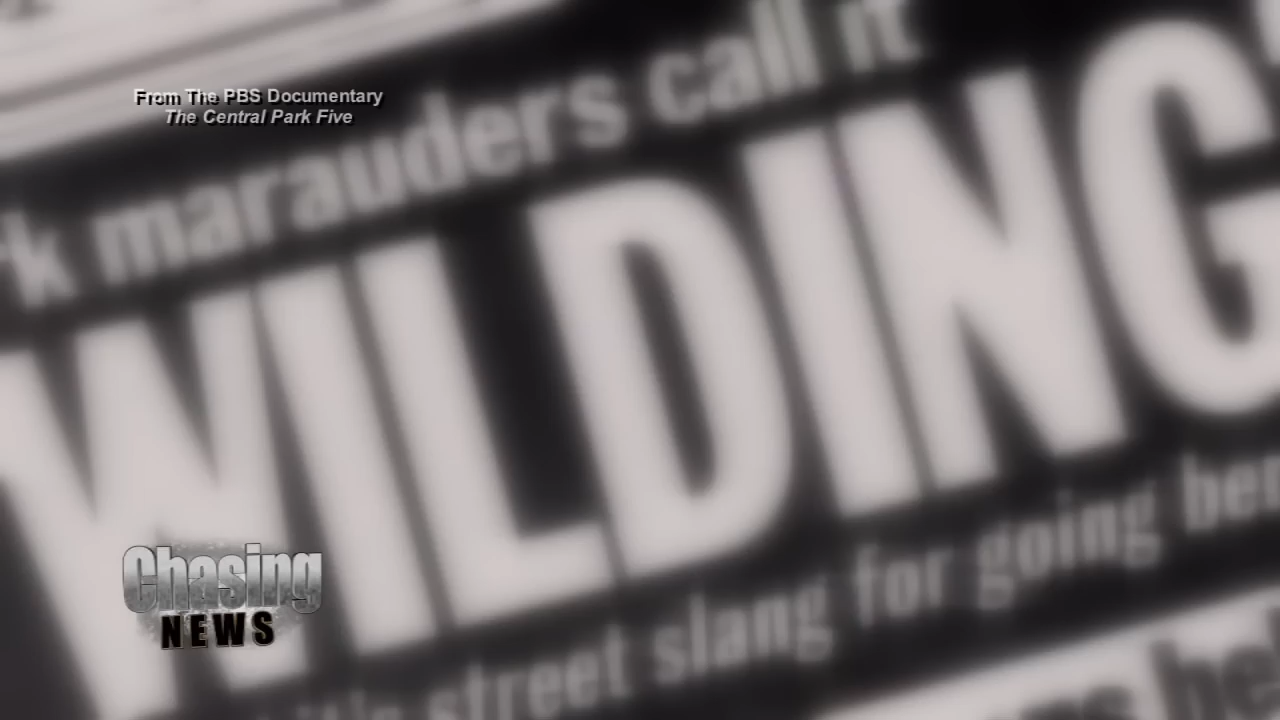 From The PBS Documentary
The Central Park Five
marauders call it
WILDING
street slang for going
Chasing
NEWS